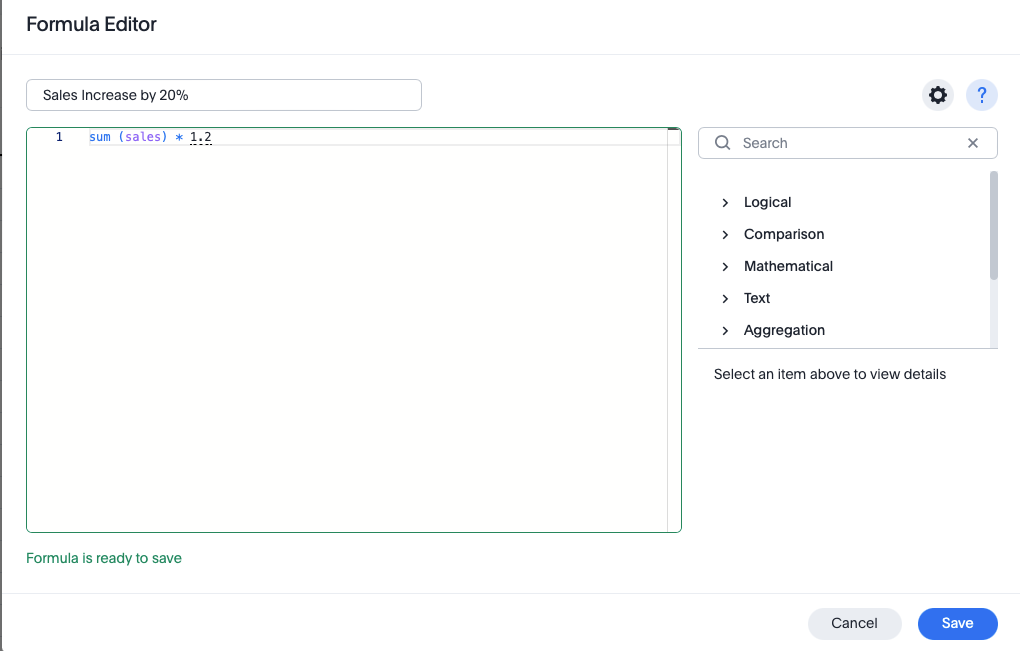 Formula Editor
Sales Increase by 20%
?
1 sum (sales) * 1.2
Search
Logical
Comparison
Mathematical
Text
Aggregation
Select an item above to view details
Formula is ready to save
Cancel Save